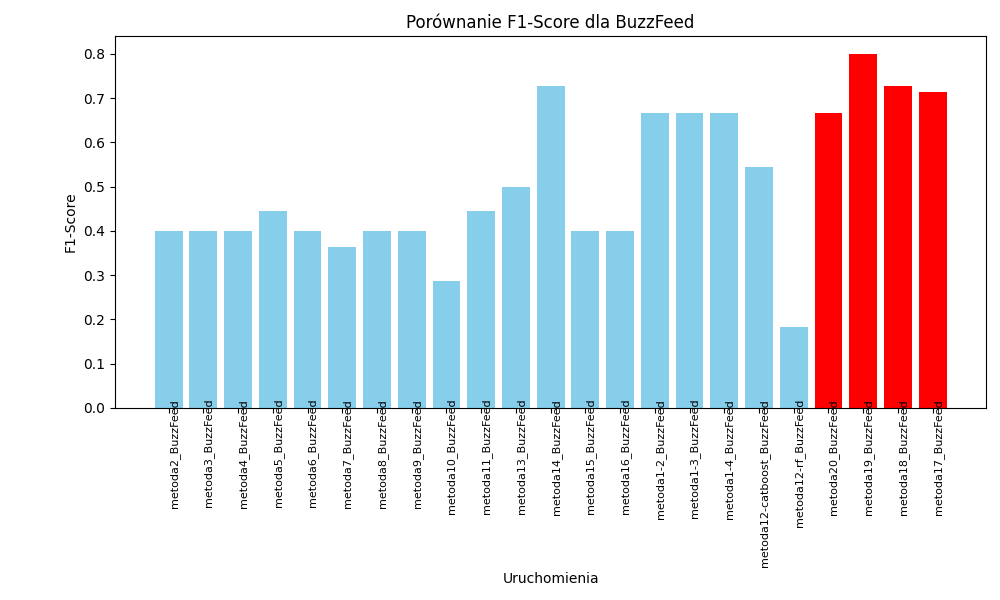 Porównanie F1-Score dla BuzzFeed
F1-Score
0.8
0.7
0.6
0.5
0.4
0.3
0.2
0.1
0.0
metoda2_BuzzFeed
metoda3_BuzzFeed
metoda4_BuzzFeed
metoda5_BuzzFeed
metoda6_BuzzFeed
metoda7_BuzzFeed
metoda8_BuzzFeed
metoda9_BuzzFeed
metoda10_BuzzFeed
metoda11_BuzzFeed
metoda13_BuzzFeed
metoda14_BuzzFeed
metoda15_BuzzFeed
metoda16_BuzzFeed
metoda1-2_BuzzFeed
metoda1-3_BuzzFeed
metoda1-4_BuzzFeed
metoda12-catboost_BuzzFeed
metoda12-rf_BuzzFeed
metoda20_BuzzFeed
metoda19_BuzzFeed
metoda18_BuzzFeed
metoda17_BuzzFeed
Uruchomienia